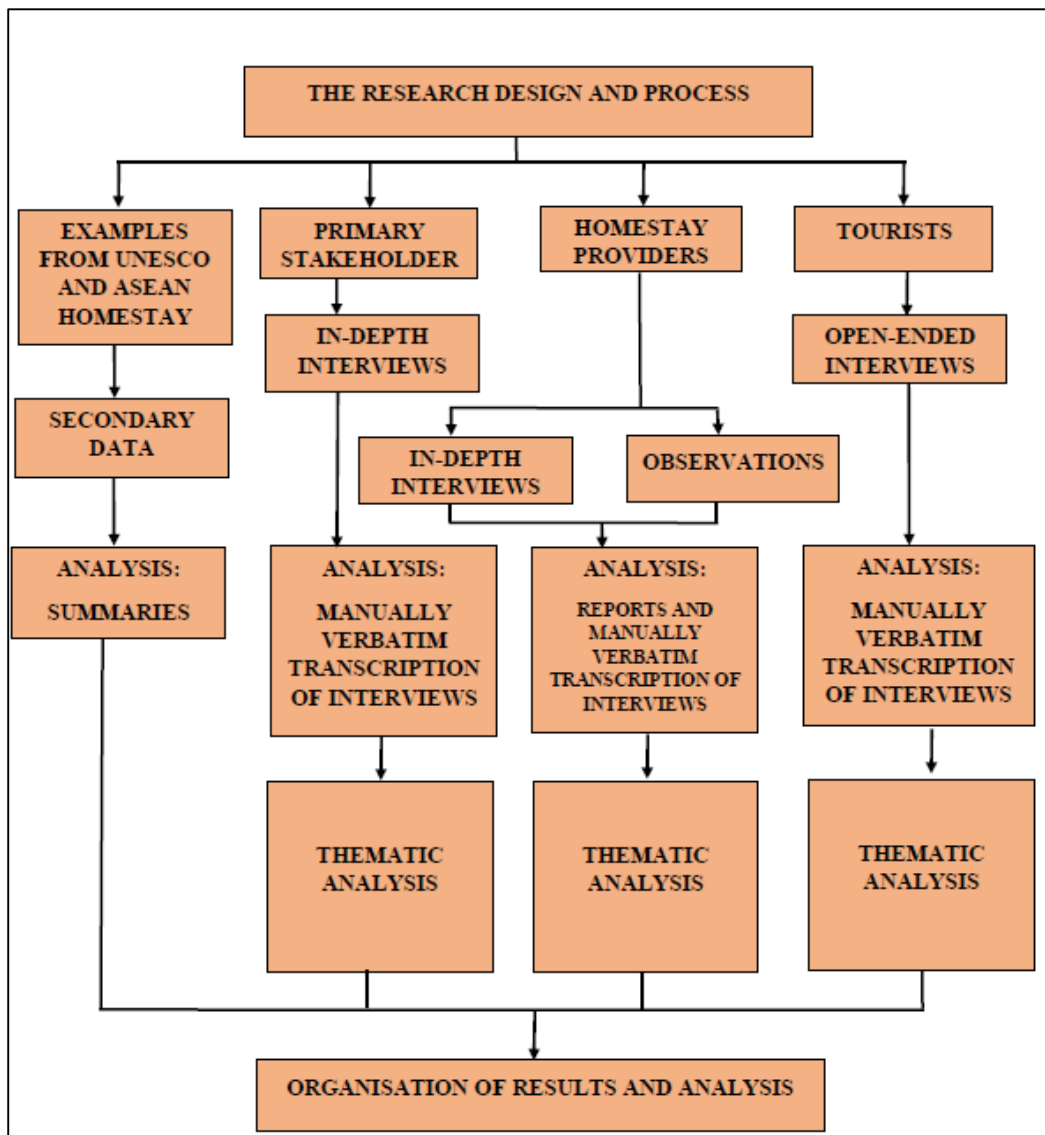 THE RESEARCH DESIGN AND PROCESS
EXAMPLES
FROM UNESCO
AND ASEAN
HOMESTAY
PRIMARY
STAKEHOLDER
HOMESTAY
PROVIDERS
TOURISTS
IN-DEPTH
INTERVIEWS
OPEN-ENDED
INTERVIEWS
SECONDARY
DATA
IN-DEPTH
INTERVIEWS
OBSERVATIONS
ANALYSIS:
SUMMARIES
ANALYSIS:
MANUALLY
VERBATIM
TRANSCRIPTION
OF INTERVIEWS
ANALYSIS:
REPORTS AND
MANUALLY
VERBATIM
TRANSCRIPTION OF
INTERVIEWS
ANALYSIS:
MANUALLY
VERBATIM
TRANSCRIPTION
OF INTERVIEWS
THEMATIC
ANALYSIS
THEMATIC
ANALYSIS
THEMATIC
ANALYSIS
ORGANISATION OF RESULTS AND ANALYSIS